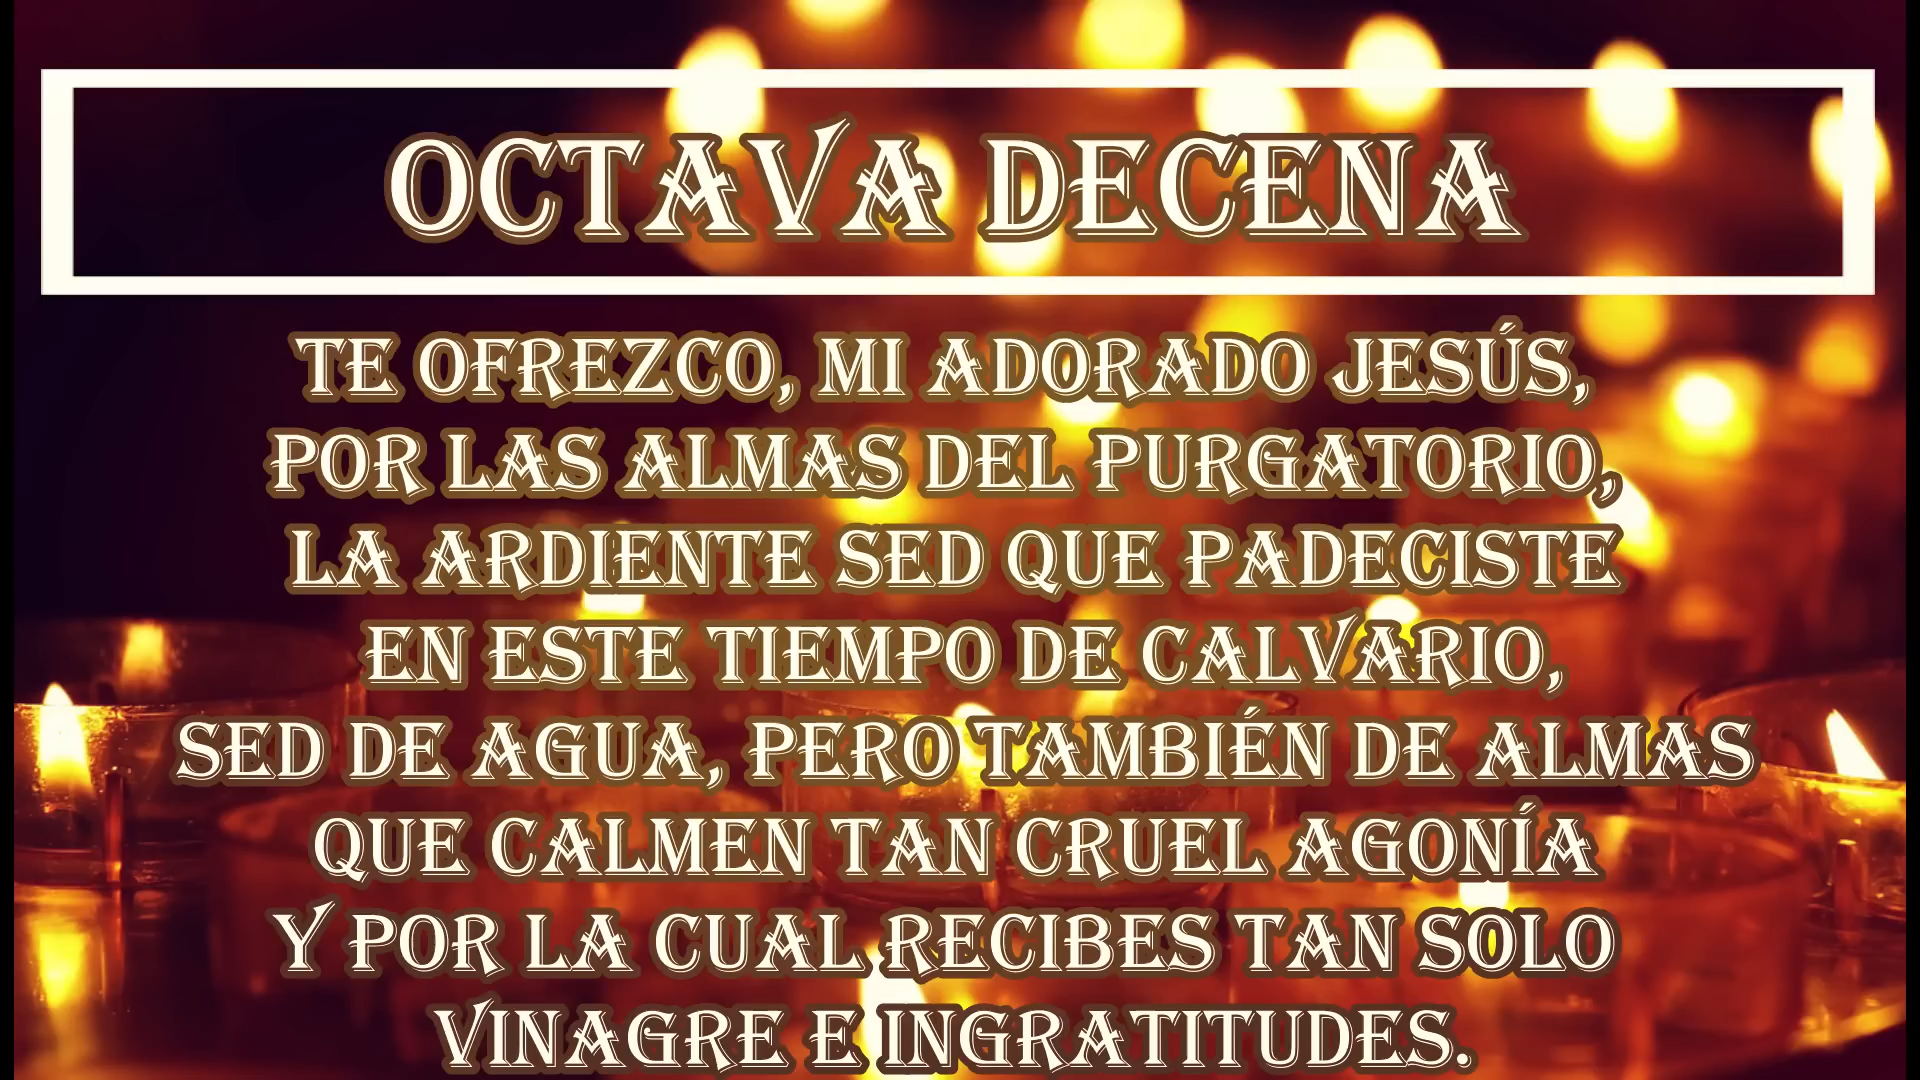 OCTAVA DECENA
TE OFREZCO, MI ADORADO JESÚS,
POR LAS ALMAS DEL PURGATORIO,
LA ARDIENTE SED QUE PADECISTE
EN ESTE TIEMPO DE CALVARIO,
SED DE AGUA, PERO TAMBIÉN DE ALMAS
QUE CALMEN TAN CRUEL AGONÍA
Y POR LA CUAL RECIBES TAN SOLO
VINAGRE E INGRATITUDES.